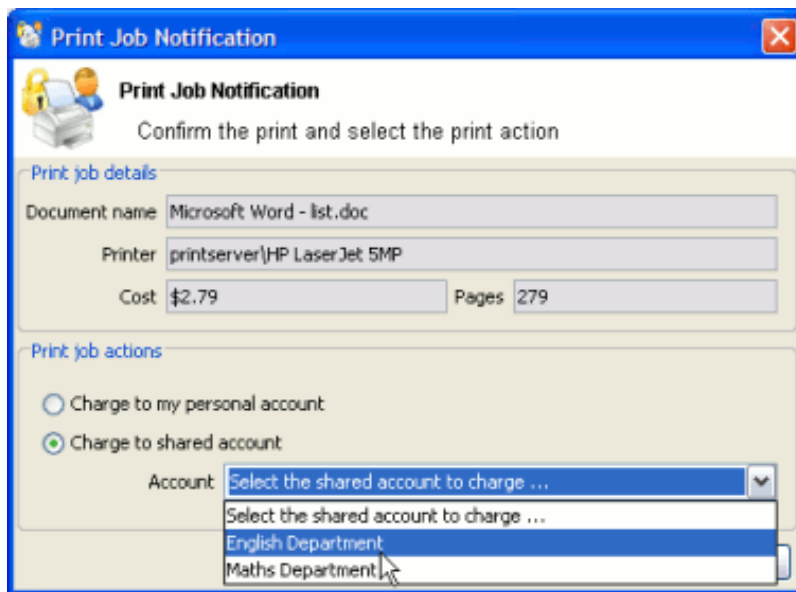 Print Job Notification
Print Job Notification
Confirm the print and select the print action
Print job details
Document name Microsoft Word - list.doc
Printer printserver\HP LaserJet 5MP
Cost $2.79 Pages 279
Print job actions
Charge to my personal account
Charge to shared account
Account Select the shared account to charge ...
Select the shared account to charge ...
English Department
Maths Department